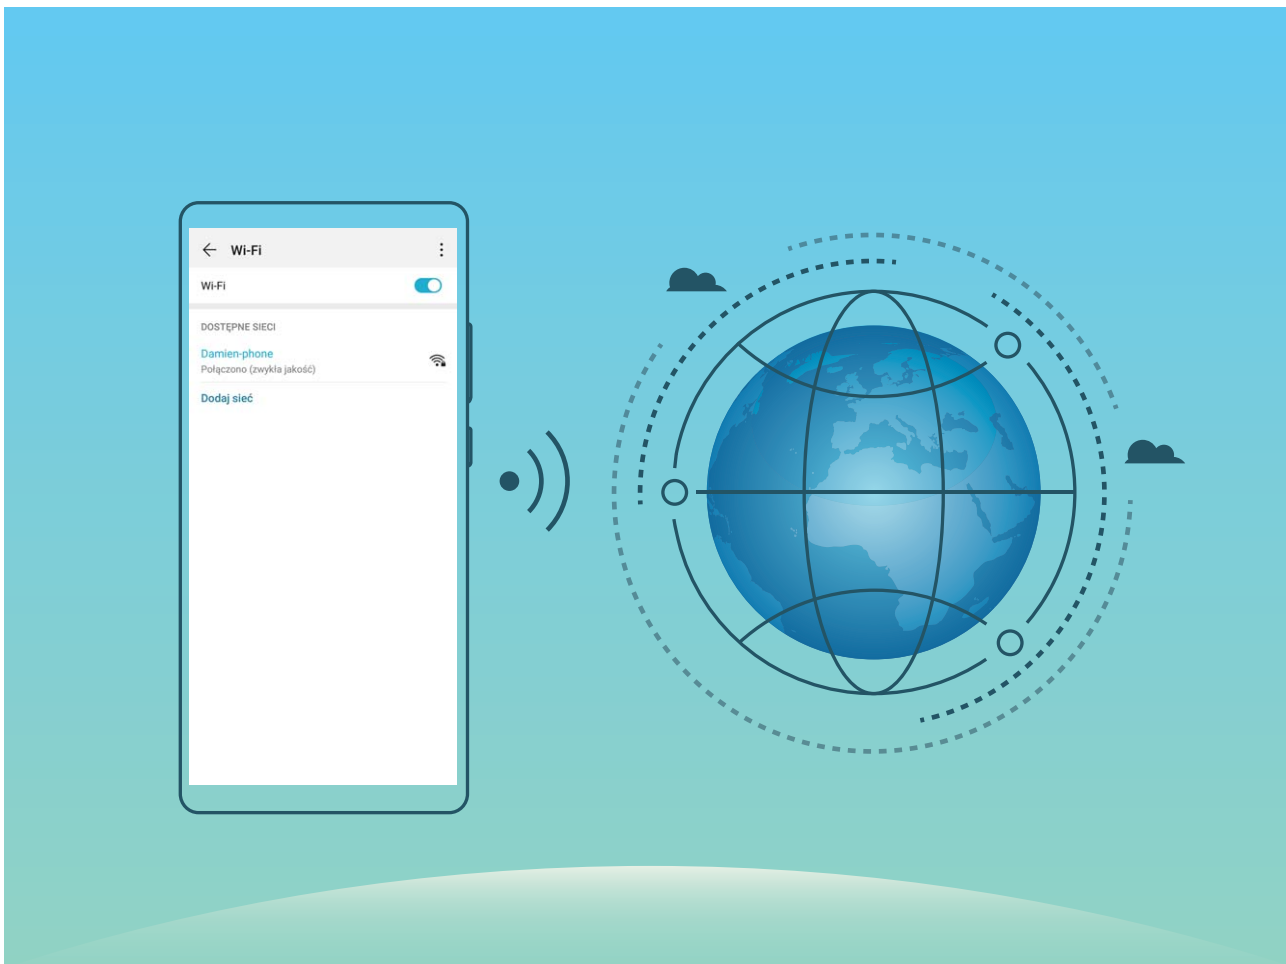 Wi-Fi
Wi-Fi
DOSTĘPNE SIECI
Damien-phone
Połączono (zwykła jakość)
Dodaj sieć